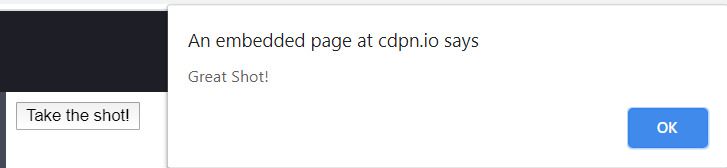 An embedded page at cdpn.io says
Great Shot!
Take the shot!
OK